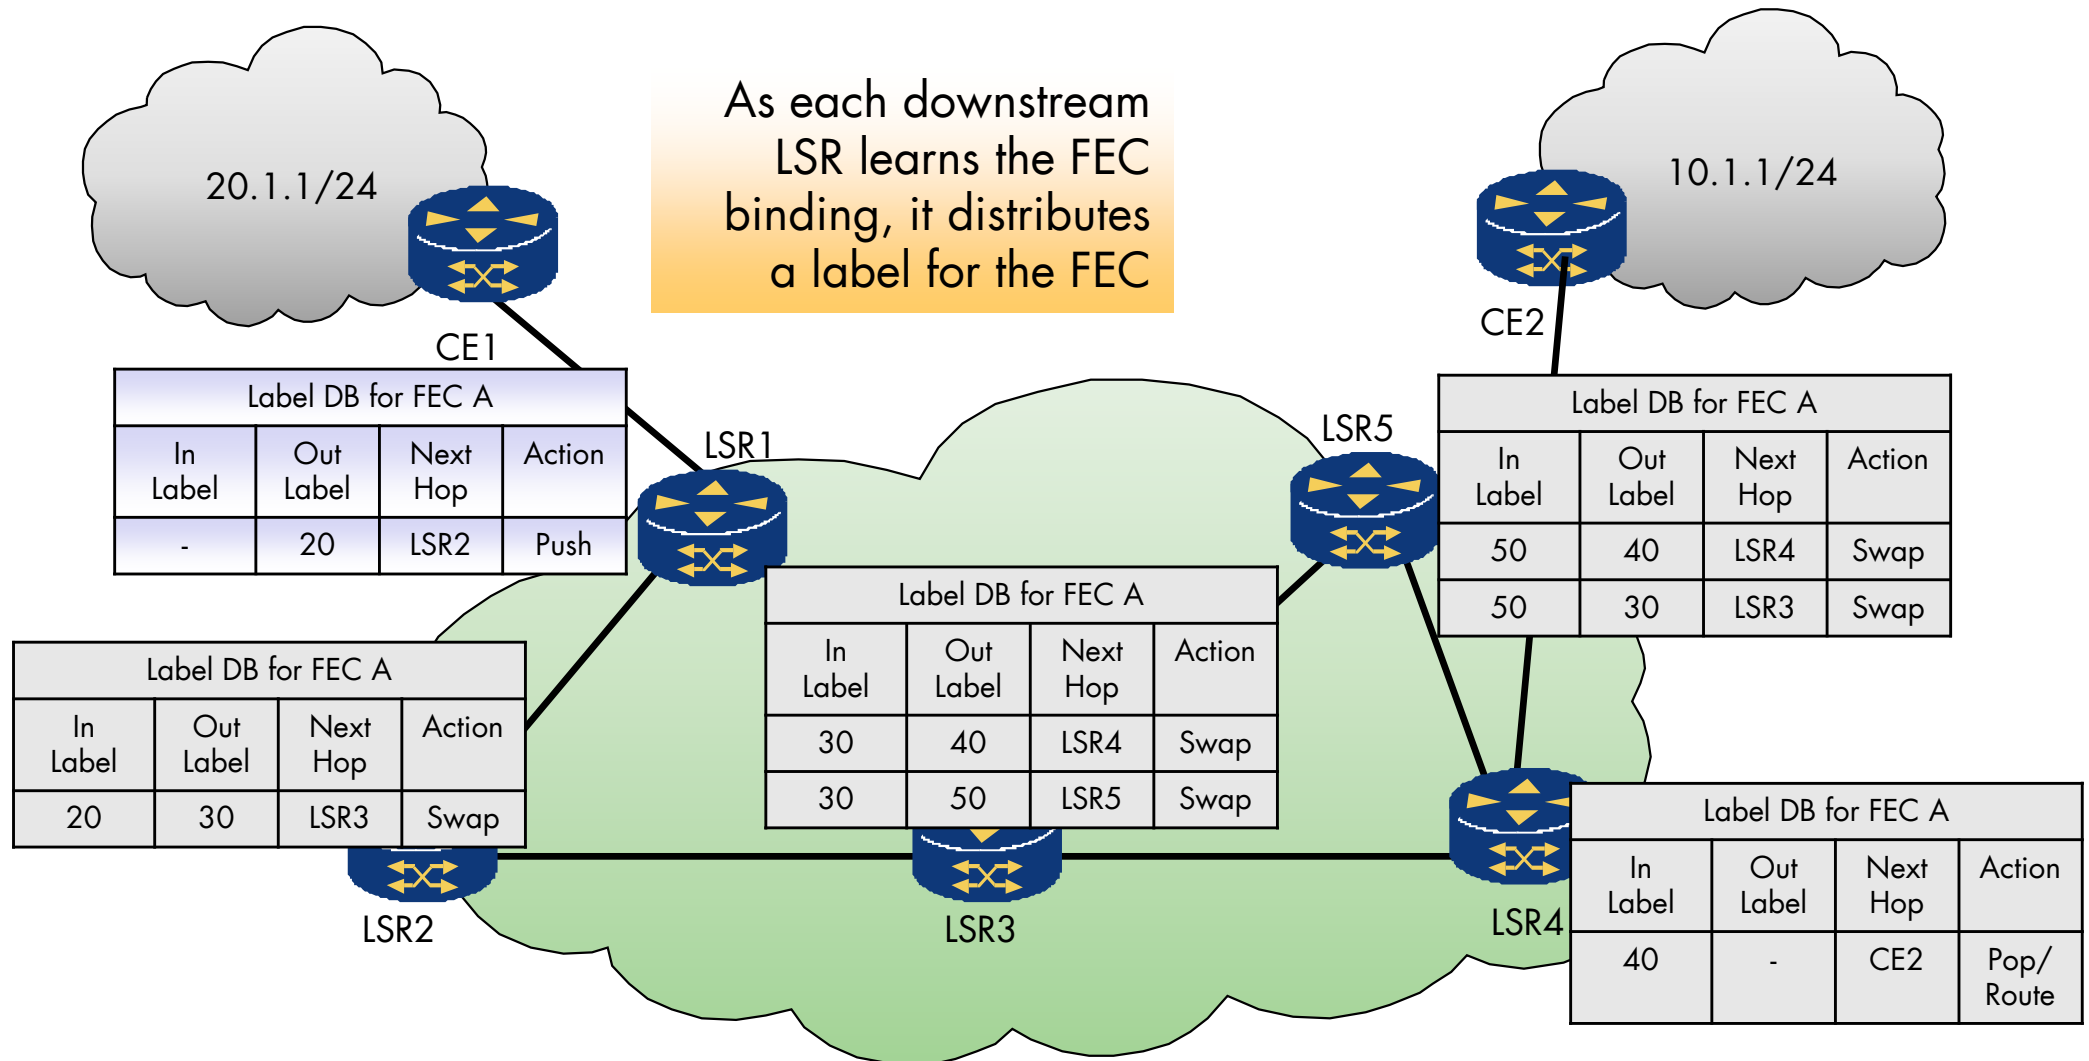 20.1.1/24
As each downstream
LSR learns the FEC
binding, it distributes
a label for the FEC
10.1.1/24
CE1
CE2
Label DB for FEC A
In Label Out Label Next Hop Action
- 20 LSR2 Push
LSR1
LSR5
Label DB for FEC A
In Label Out Label Next Hop Action
50 40 LSR4 Swap
50 30 LSR3 Swap
Label DB for FEC A
In Label Out Label Next Hop Action
20 30 LSR3 Swap
LSR2
Label DB for FEC A
In Label Out Label Next Hop Action
30 40 LSR4 Swap
30 50 LSR5 Swap
LSR3
LSR4
Label DB for FEC A
In Label Out Label Next Hop Action
40 - CE2 Pop/ Route